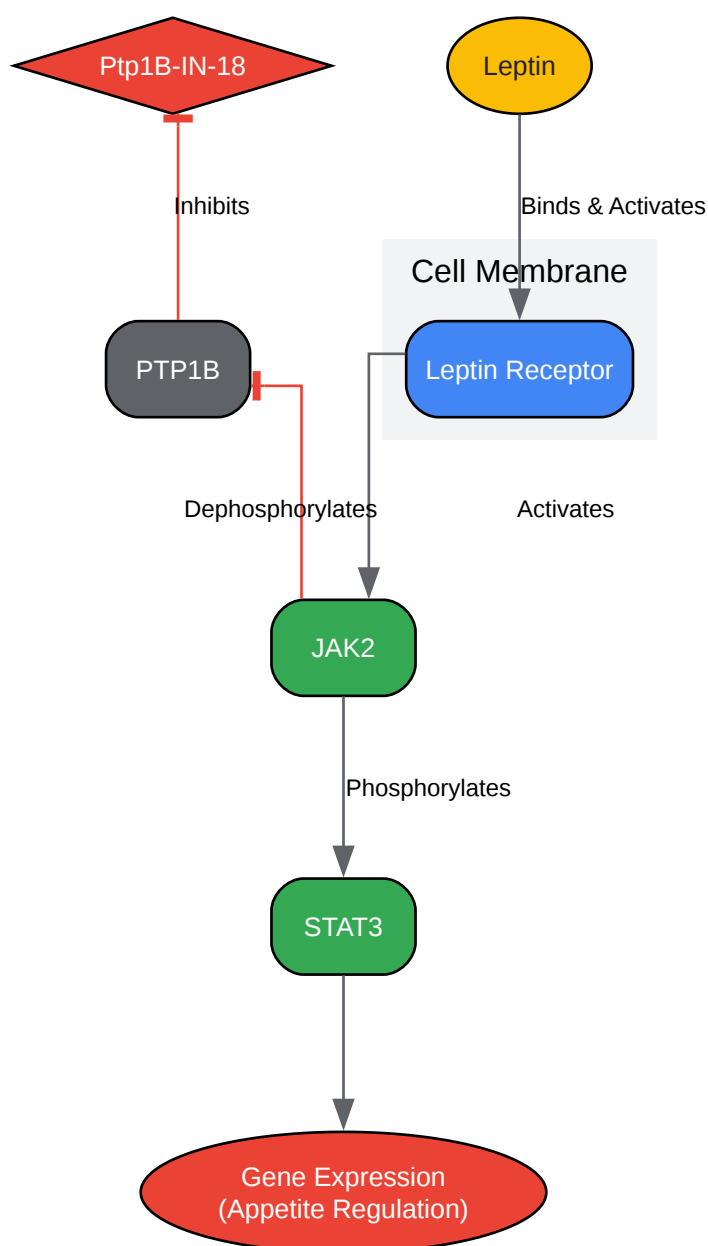 Ptp1B-IN-18
Leptin
Inhibits
Binds & Activates
Cell Membrane
PTP1B
Leptin Receptor
Dephosphorylates
Activates
JAK2
Phosphorylates
STAT3
Gene Expression
(Appetite Regulation)